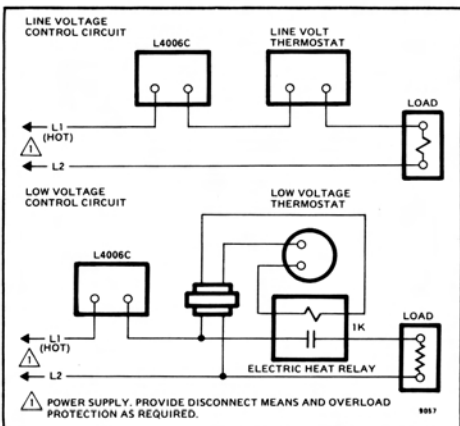 LINE VOLTAGE
CONTROL CIRCUIT
L4006C
LINE VOLT
THERMOSTAT
LOAD
L1
(HOT)
1
L2
LOW VOLTAGE
CONTROL CIRCUIT
LOW VOLTAGE
THERMOSTAT
L4006C
LOAD
1K
L1
(HOT)
1
L2
ELECTRIC HEAT RELAY
1 POWER SUPPLY. PROVIDE DISCONNECT MEANS AND OVERLOAD
PROTECTION AS REQUIRED.
9057